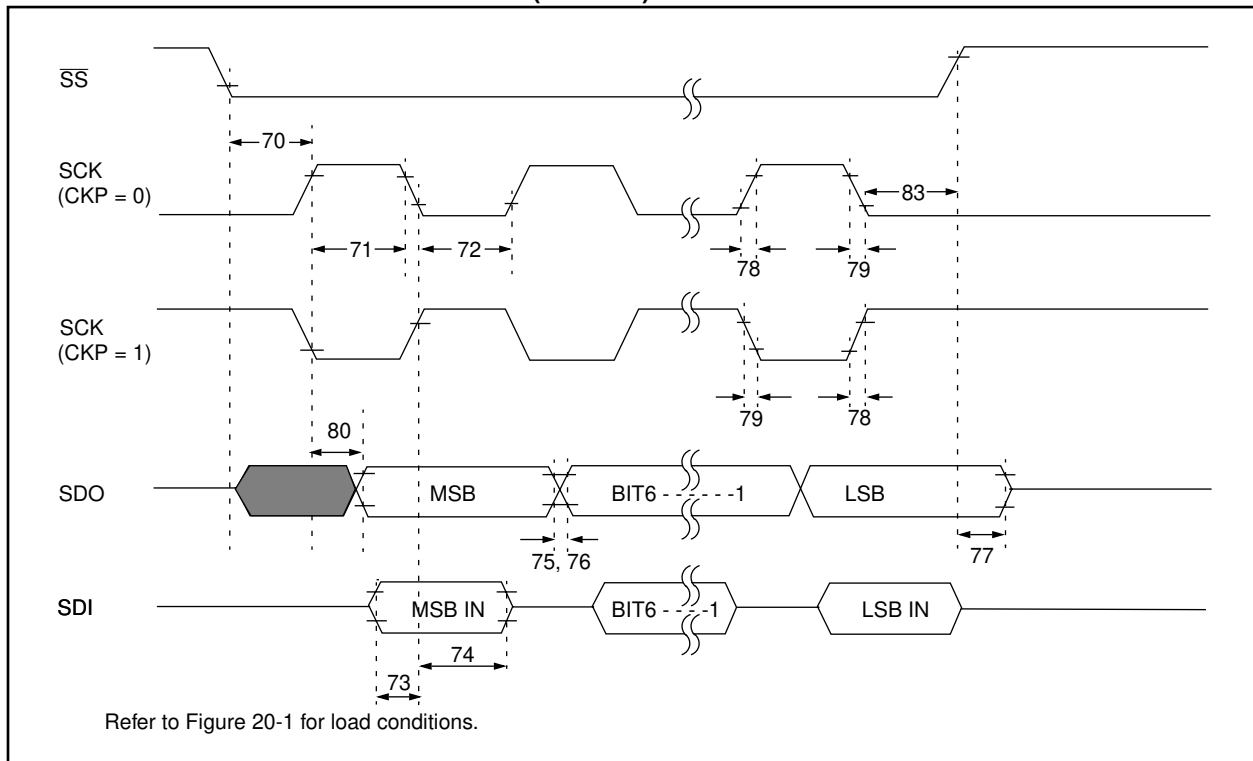 SS
70
SCK
(CKP = 0)
83
71
72
78
79
SCK
(CKP = 1)
79
78
80
SDO
MSB
BIT6 - - - - - - -1
LSB
75, 76
77
SDI
MSB IN
BIT6 - - - - -1
LSB IN
74
73
Refer to Figure 20-1 for load conditions.